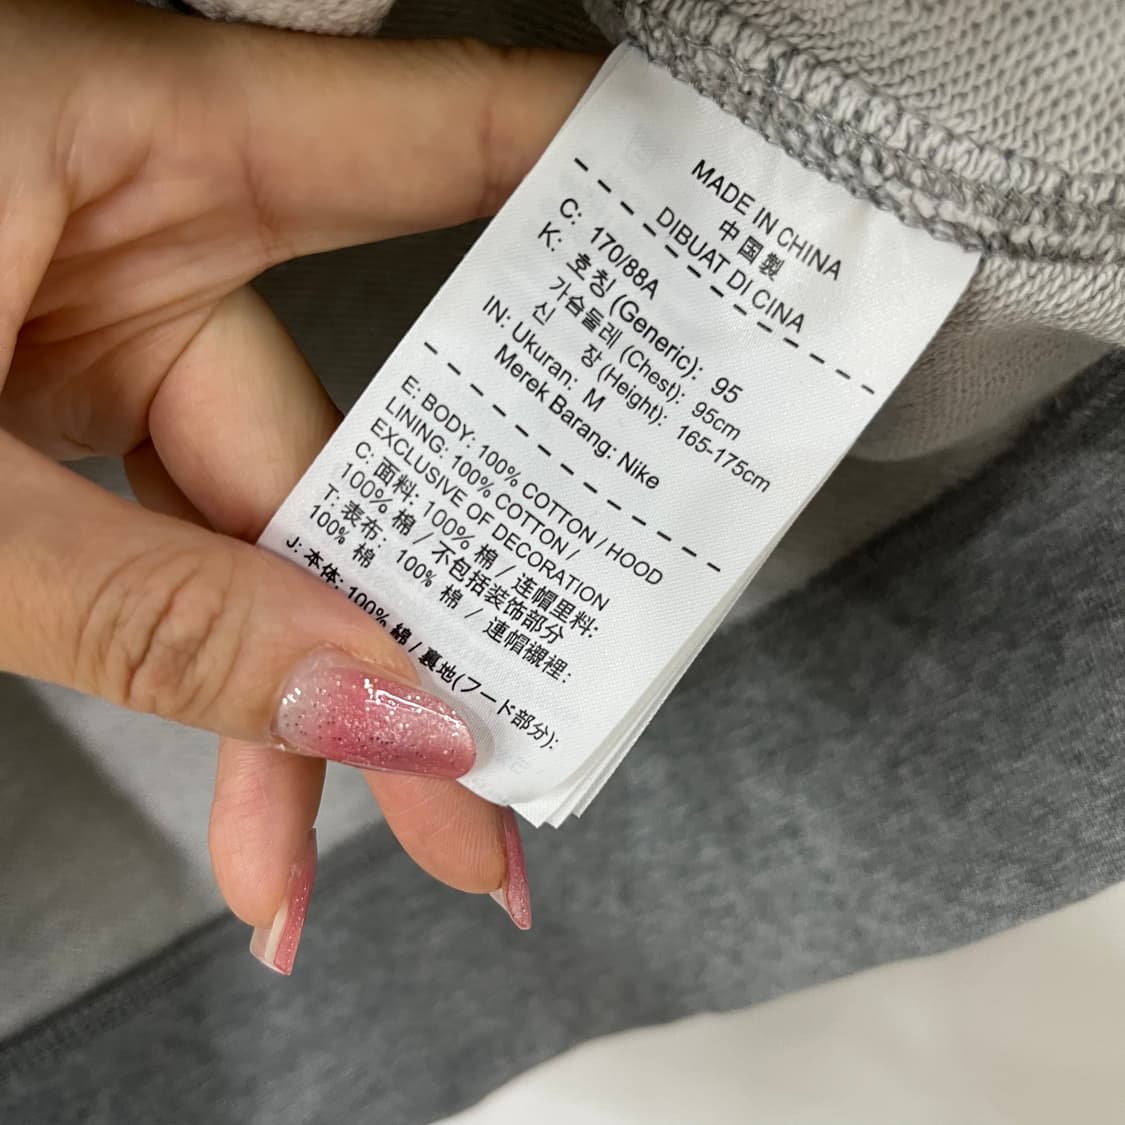 MADE IN CHINA
中国製
DIBUAT DI CINA
C: 170/88A
K: 호칭 (Generic): 95
가슴둘레 (Chest): 95cm
신 장 (Height): 165-175cm
IN: Ukuran: M
Merek Barang: Nike
E: BODY: 100% COTTON / HOOD
LINING: 100% COTTON /
EXCLUSIVE OF DECORATION
C: 面料: 100% 棉 / 连帽里料:
100% 棉 / 不包括装饰部分
T: 表布: 100% 棉 / 連帽襯裡:
100% 棉
J: 本体: 100% 綿 / 裏地(フード部分):